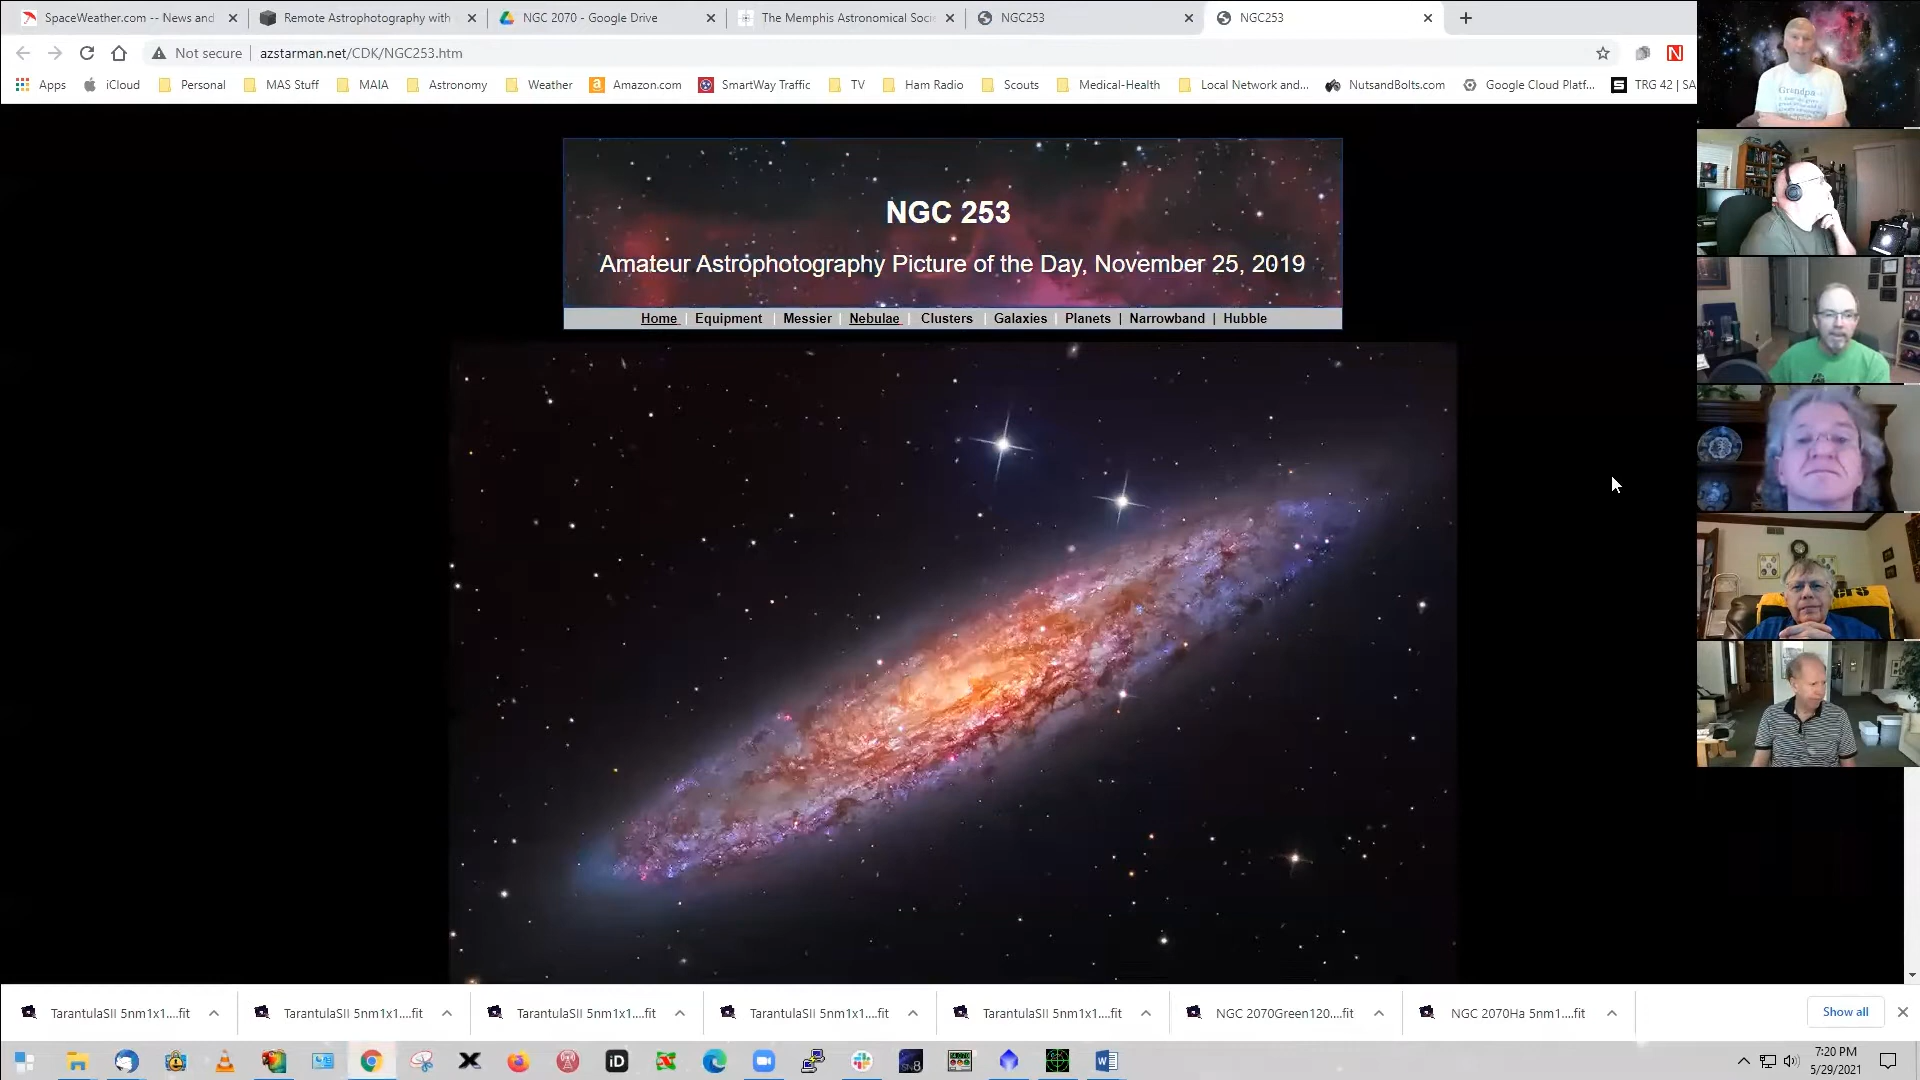 SpaceWeather.com -- News and
Remote Astrophotography with
NGC 2070 - Google Drive
The Memphis Astronomical Soci
NGC253
NGC253
Not secure
azstarman.net/CDK/NGC253.htm
Apps
iCloud
Personal
MAS Stuff
MAIA
Astronomy
Weather
Amazon.com
SmartWay Traffic
TV
Ham Radio
Scouts
Medical-Health
Local Network and...
NutsandBolts.com
Google Cloud Platf...
TRG 42 | SA
Grandpa
NGC 253
Amateur Astrophotography Picture of the Day, November 25, 2019
Home | Equipment | Messier | Nebulae | Clusters | Galaxies | Planets | Narrowband | Hubble
TarantulaSII 5nm1x1....fit
TarantulaSII 5nm1x1....fit
TarantulaSII 5nm1x1....fit
TarantulaSII 5nm1x1....fit
TarantulaSII 5nm1x1....fit
NGC 2070Green120....fit
NGC 2070Ha 5nm1....fit
Show all
7:20 PM
5/29/2021